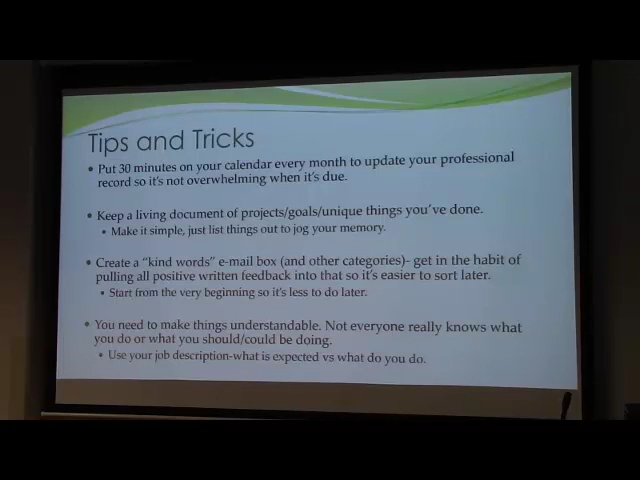 Tips and Tricks
• Put 30 minutes on your calendar every month to update your professional
record so it's not overwhelming when it's due.
• Keep a living document of projects/goals/unique things you've done.
• Make it simple, just list things out to jog your memory.
• Create a "kind words" e-mail box (and other categories)- get in the habit of
pulling all positive written feedback into that so it's easier to sort later.
• Start from the very beginning so it's less to do later.
• You need to make things understandable. Not everyone really knows what
you do or what you should/could be doing.
• Use your job description-what is expected vs what do you do.